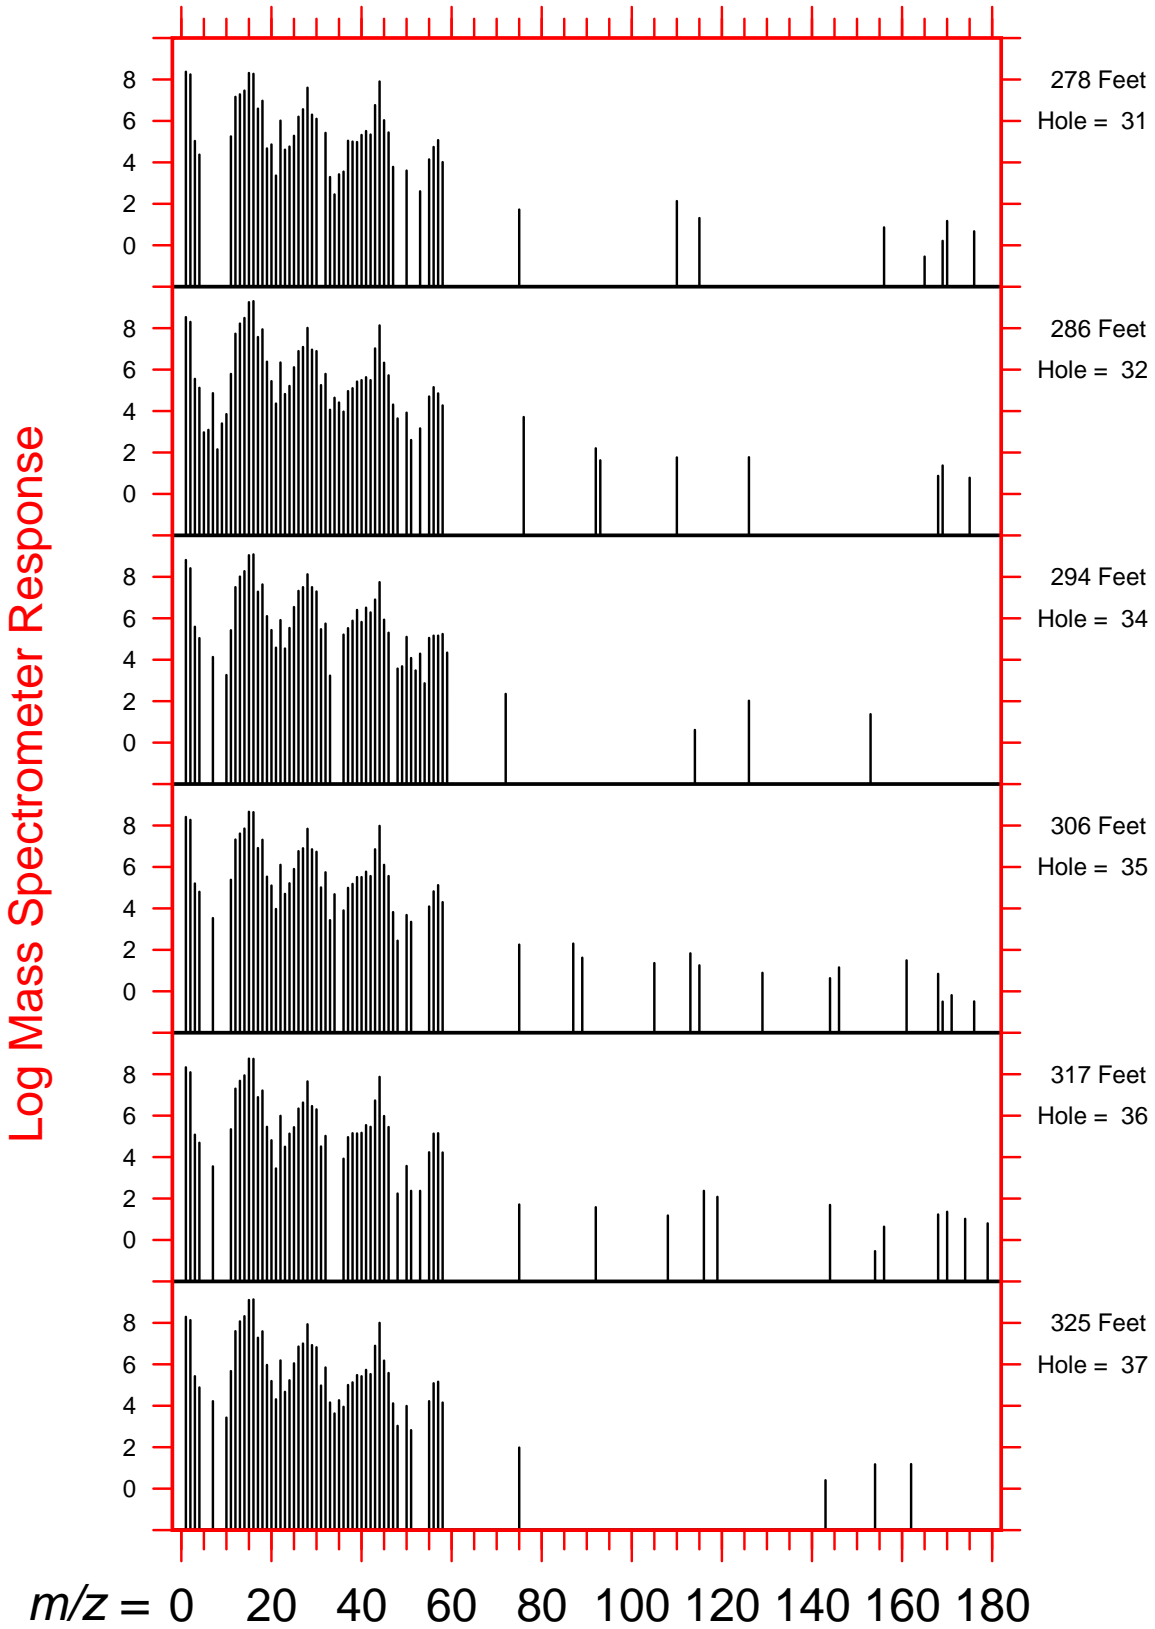 8
6
4
2
0
278 Feet
Hole = 31
8
6
4
2
0
286 Feet
Hole = 32
8
6
4
2
0
294 Feet
Hole = 34
8
6
4
2
0
306 Feet
Hole = 35
8
6
4
2
0
317 Feet
Hole = 36
8
6
4
2
0
325 Feet
Hole = 37
Log Mass Spectrometer Response
m/z = 0 20 40 60 80 100 120 140 160 180